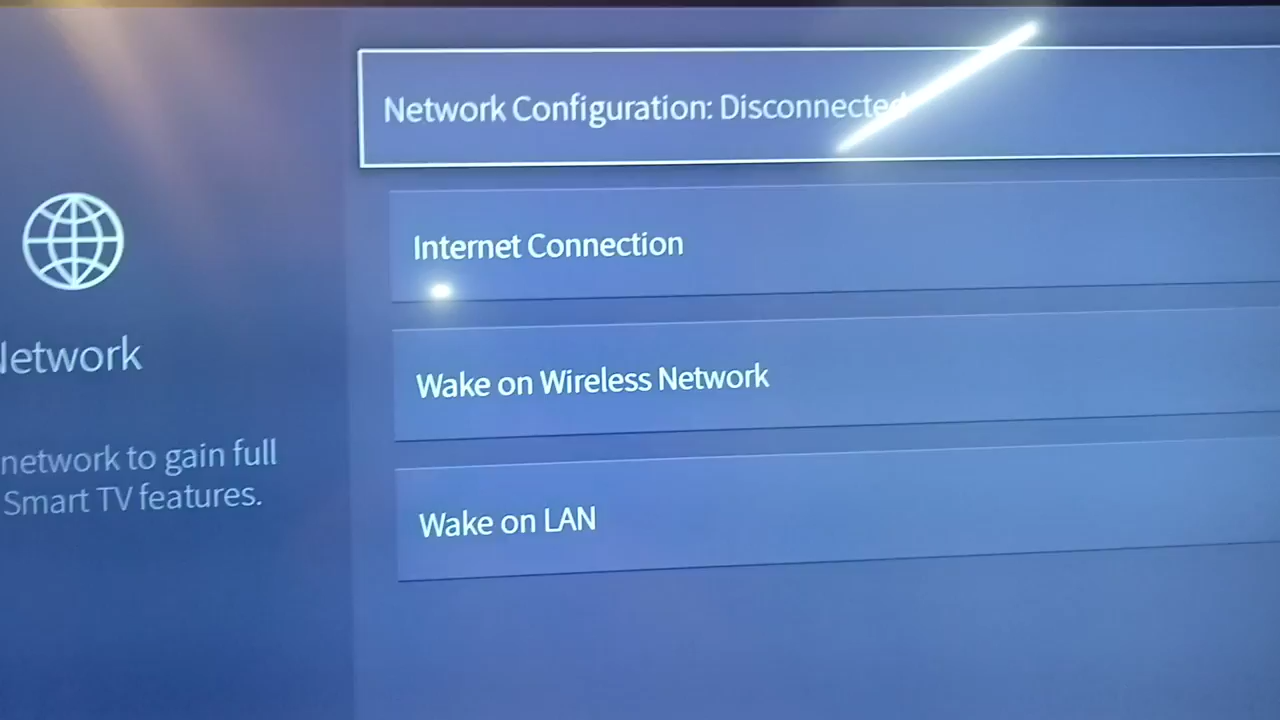 Network Configuration: Disconnected
Internet Connection
Wake on Wireless Network
Wake on LAN
Network
network to gain full
Smart TV features.